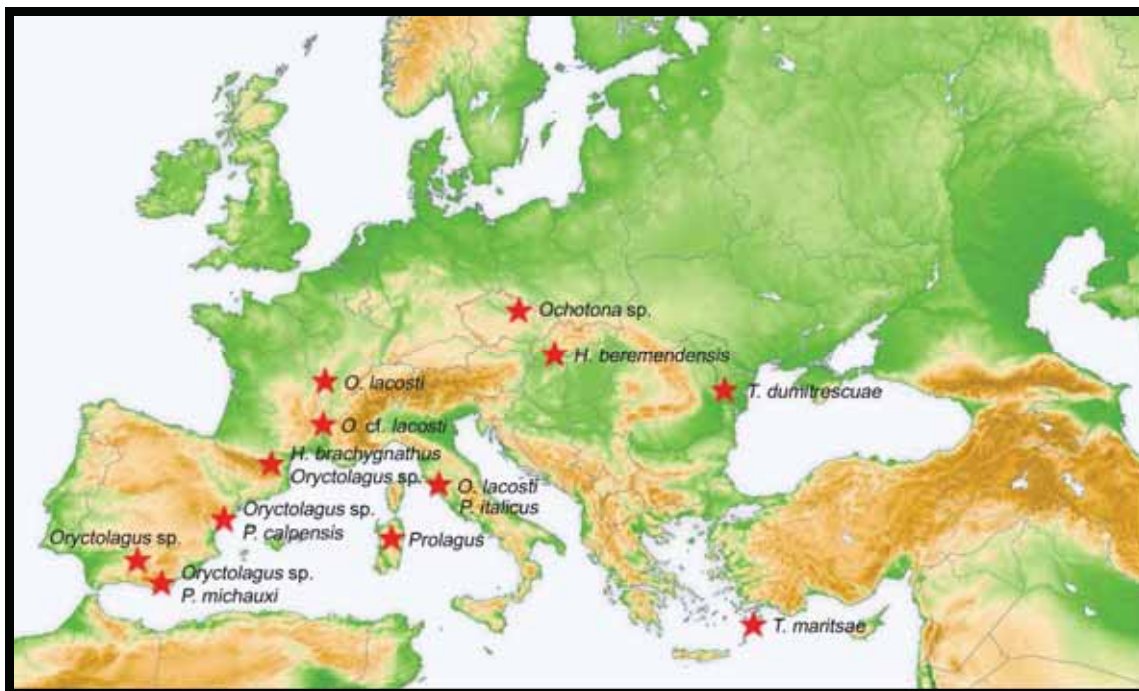 Ochotona sp.
H. beremendensis
O. lacosti
T. dumitrescuae
O. cf. lacosti
H. brachygnathus
Oryctolagus sp.
O. lacosti
P. italicus
Oryctolagus sp.
P. calpensis
Oryctolagus sp.
Prolagus
Oryctolagus sp.
P. michauxi
T. maritsae